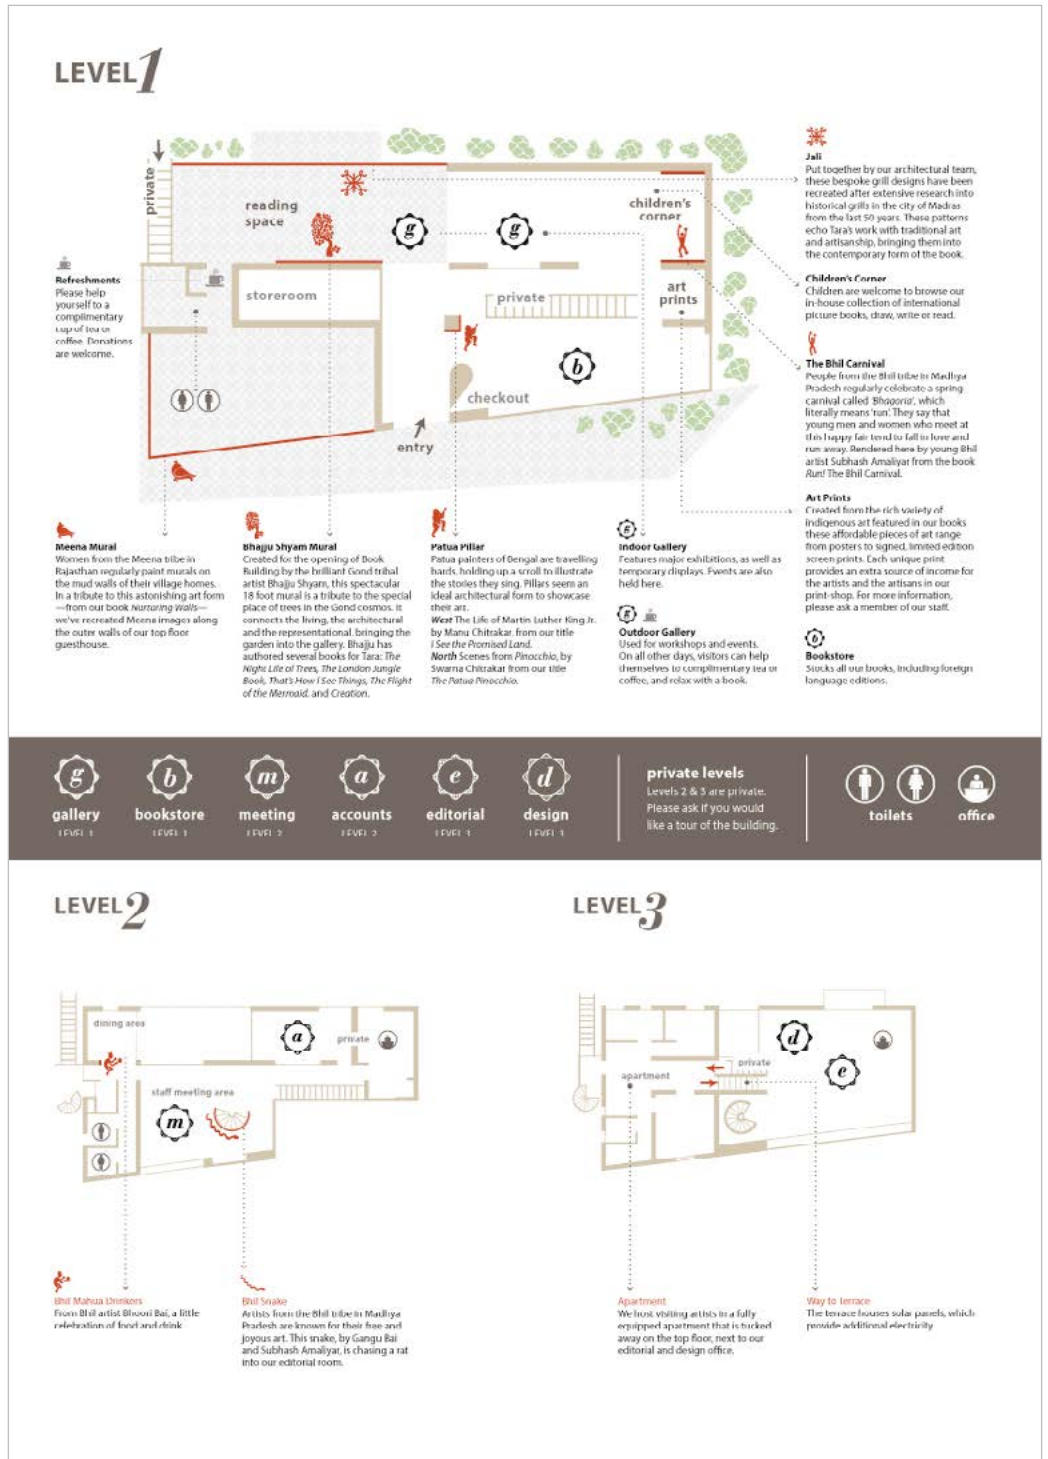 LEVEL 1
private
reading
space
g
g
children's
corner
Refreshments
Please help
yourself to a
complimentary
cup of tea or
coffee. Donations
are welcome.
storeroom
private
art
prints
b
checkout
entry
Jali
Put together by our architectural team,
these bespoke grill designs have been
recreated after extensive research into
historical grills in the city of Madras
from the last 50 years. These patterns
echo Tara's work with traditional art
and artisanship, bringing them into
the contemporary form of the book.
Children's Corner
Children are welcome to browse our
in-house collection of international
picture books, draw, write or read.
The Bhil Carnival
People from the Bhil tribe in Madhya
Pradesh regularly celebrate a spring
carnival called 'Bhagoria', which
literally means 'run'. They say that
young men and women who meet at
this happy fair tend to fall in love and
run away. Rendered here by young Bhil
artist Subhash Amaliyar from the book
Run! The Bhil Carnival.
Art Prints
Created from the rich variety of
indigenous art featured in our books
these affordable pieces of art range
from posters to signed, limited edition
screen prints. Each unique print
provides an extra source of income for
the artists and the artisans in our
print-shop. For more information,
please ask a member of our staff.
b
Bookstore
Stocks all our books, including foreign
language editions.
Meena Mural
Women from the Meena tribe in
Rajasthan regularly paint murals on
the mud walls of their village homes.
In a tribute to this astonishing art form
—from our book Nurturing Walls—
we've recreated Meena images along
the outer walls of our top floor
guesthouse.
Bhajju Shyam Mural
Created for the opening of Book
Building by the brilliant Gond tribal
artist Bhajju Shyam, this spectacular
18 foot mural is a tribute to the special
place of trees in the Gond cosmos. It
connects the living, the architectural
and the representational, bringing the
garden into the gallery. Bhajju has
authored several books for Tara: The
Night Life of Trees, The London Jungle
Book, That's How I See Things, The Flight
of the Mermaid, and Creation.
Patua Pillar
Patua painters of Bengal are travelling
bards, holding up a scroll to illustrate
the stories they sing. Pillars seem an
ideal architectural form to showcase
their art.
West The Life of Martin Luther King Jr.
by Manu Chitrakar, from our title
I See the Promised Land.
North Scenes from Pinocchio, by
Swarna Chitrakar from our title
The Patua Pinocchio.
g
Indoor Gallery
Features major exhibitions, as well as
temporary displays. Events are also
held here.
g
Outdoor Gallery
Used for workshops and events.
On all other days, visitors can help
themselves to complimentary tea or
coffee, and relax with a book.
g
gallery
LEVEL 1
b
bookstore
LEVEL 1
m
meeting
LEVEL 2
a
accounts
LEVEL 2
e
editorial
LEVEL 3
d
design
LEVEL 3
private levels
Levels 2 & 3 are private.
Please ask if you would
like a tour of the building.
toilets
office
LEVEL 2
dining area
a
private
staff meeting area
m
Bhil Mahua Drinkers
From Bhil artist Bhoori Bai, a little
celebration of food and drink
Bhil Snake
Artists from the Bhil tribe in Madhya
Pradesh are known for their free and
joyous art. This snake, by Gangu Bai
and Subhash Amaliyar, is chasing a rat
into our editorial room.
LEVEL 3
d
private
apartment
e
Apartment
We host visiting artists in a fully
equipped apartment that is tucked
away on the top floor, next to our
editorial and design office.
Way to Terrace
The terrace houses solar panels, which
provide additional electricity